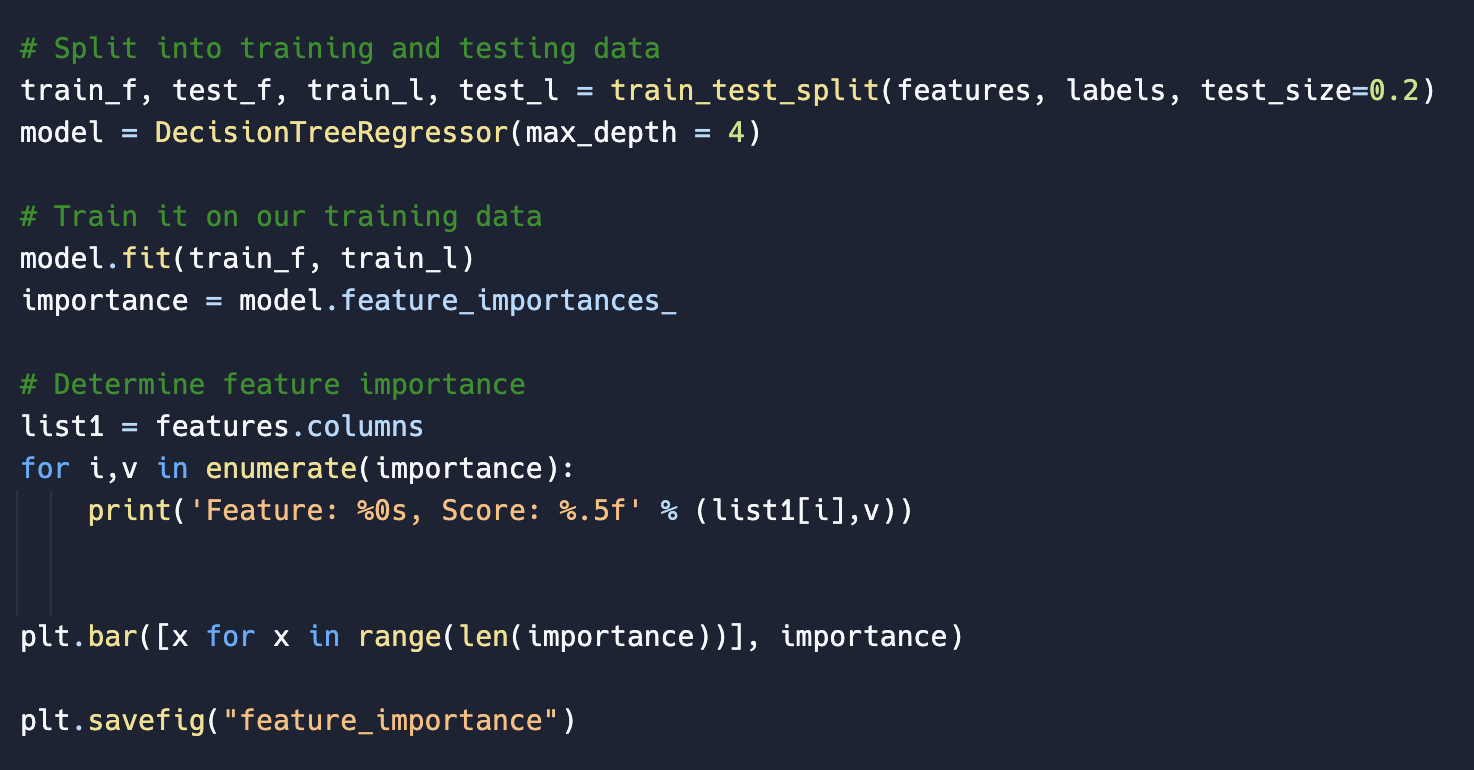 # Split into training and testing data
train_f, test_f, train_l, test_l = train_test_split(features, labels, test_size=0.2)
model = DecisionTreeRegressor(max_depth = 4)
# Train it on our training data
model.fit(train_f, train_l)
importance = model.feature_importances_
# Determine feature importance
list1 = features.columns
for i,v in enumerate(importance):
    print('Feature: %0s, Score: %.5f' % (list1[i],v))
plt.bar([x for x in range(len(importance))], importance)
plt.savefig("feature_importance")